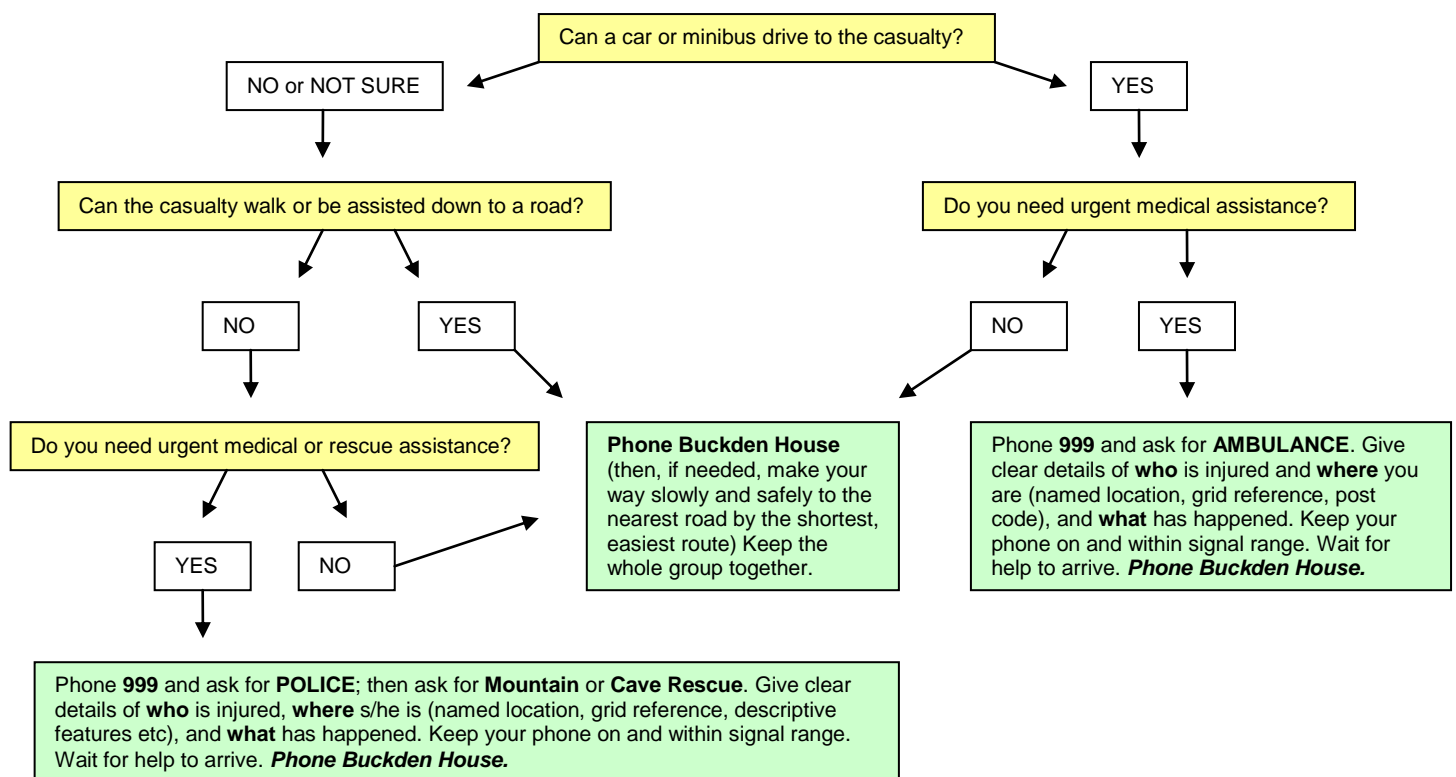 Can a car or minibus drive to the casualty?
NO or NOT SURE
YES
Can the casualty walk or be assisted down to a road?
Do you need urgent medical assistance?
NO
YES
NO
YES
Do you need urgent medical or rescue assistance?
Phone Buckden House
(then, if needed, make your
way slowly and safely to the
nearest road by the shortest,
easiest route) Keep the
whole group together.
Phone 999 and ask for AMBULANCE. Give
clear details of who is injured and where you
are (named location, grid reference, post
code), and what has happened. Keep your
phone on and within signal range. Wait for
help to arrive. Phone Buckden House.
YES
NO
Phone 999 and ask for POLICE; then ask for Mountain or Cave Rescue. Give clear
details of who is injured, where s/he is (named location, grid reference, descriptive
features etc), and what has happened. Keep your phone on and within signal range.
Wait for help to arrive. Phone Buckden House.